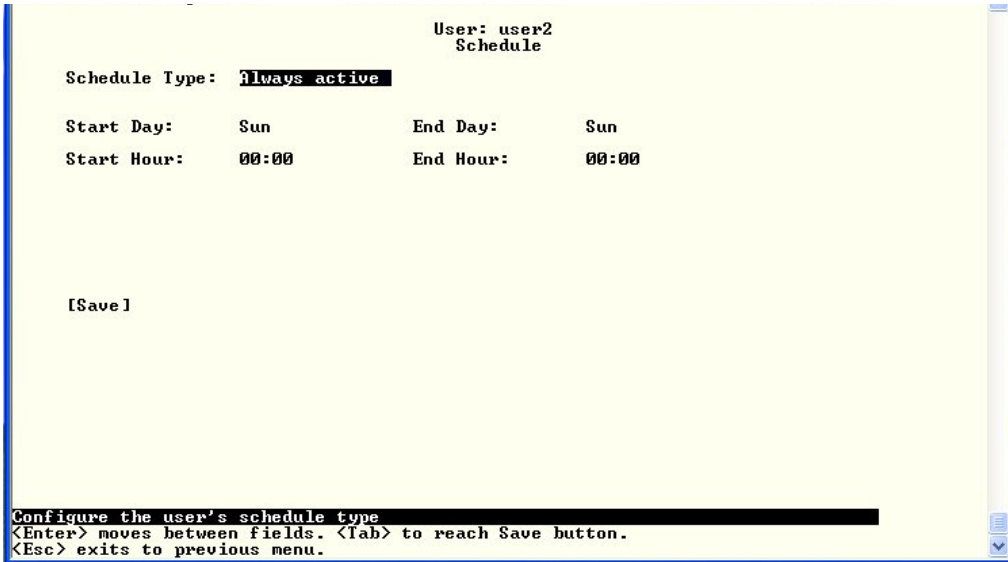 User: user2
Schedule
Schedule Type: Always active
Start Day: Sun End Day: Sun
Start Hour: 00:00 End Hour: 00:00
[Save]
Configure the user's schedule type
<Enter> moves between fields. <Tab> to reach Save button.
<Esc> exits to previous menu.